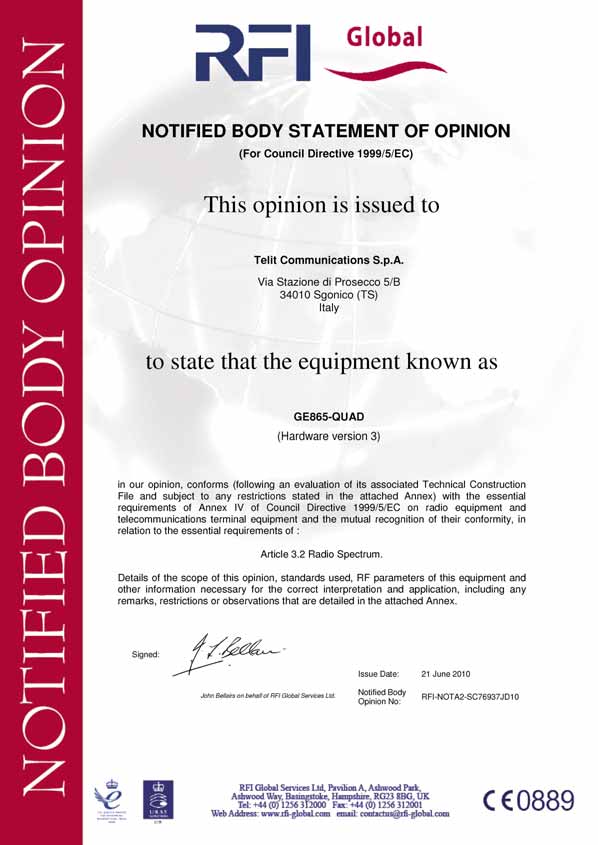 NOTIFIED BODY OPINION
RFI Global
NOTIFIED BODY STATEMENT OF OPINION
(For Council Directive 1999/5/EC)
This opinion is issued to
Telit Communications S.p.A.
Via Stazione di Prosecco 5/B
34010 Sgonico (TS)
Italy
to state that the equipment known as
GE865-QUAD
(Hardware version 3)
in our opinion, conforms (following an evaluation of its associated Technical Construction
File and subject to any restrictions stated in the attached Annex) with the essential
requirements of Annex IV of Council Directive 1999/5/EC on radio equipment and
telecommunications terminal equipment and the mutual recognition of their conformity, in
relation to the essential requirements of :
Article 3.2 Radio Spectrum.
Details of the scope of this opinion, standards used, RF parameters of this equipment and
other information necessary for the correct interpretation and application, including any
remarks, restrictions or observations that are detailed in the attached Annex.
Signed:
Issue Date: 21 June 2010
John Bellairs on behalf of RFI Global Services Ltd.
Notified Body
Opinion No: RFI-NOTA2-SC76937JD10
RFI Global Services Ltd, Pavilion A, Ashwood Park,
Ashwood Way, Basingstoke, Hampshire, RG23 8BG, UK
Tel: +44 (0) 1256 312000 Fax: +44 (0) 1256 312001
Web Address: www.rfi-global.com email: contactus@rfi-global.com
UKAS
CE0889